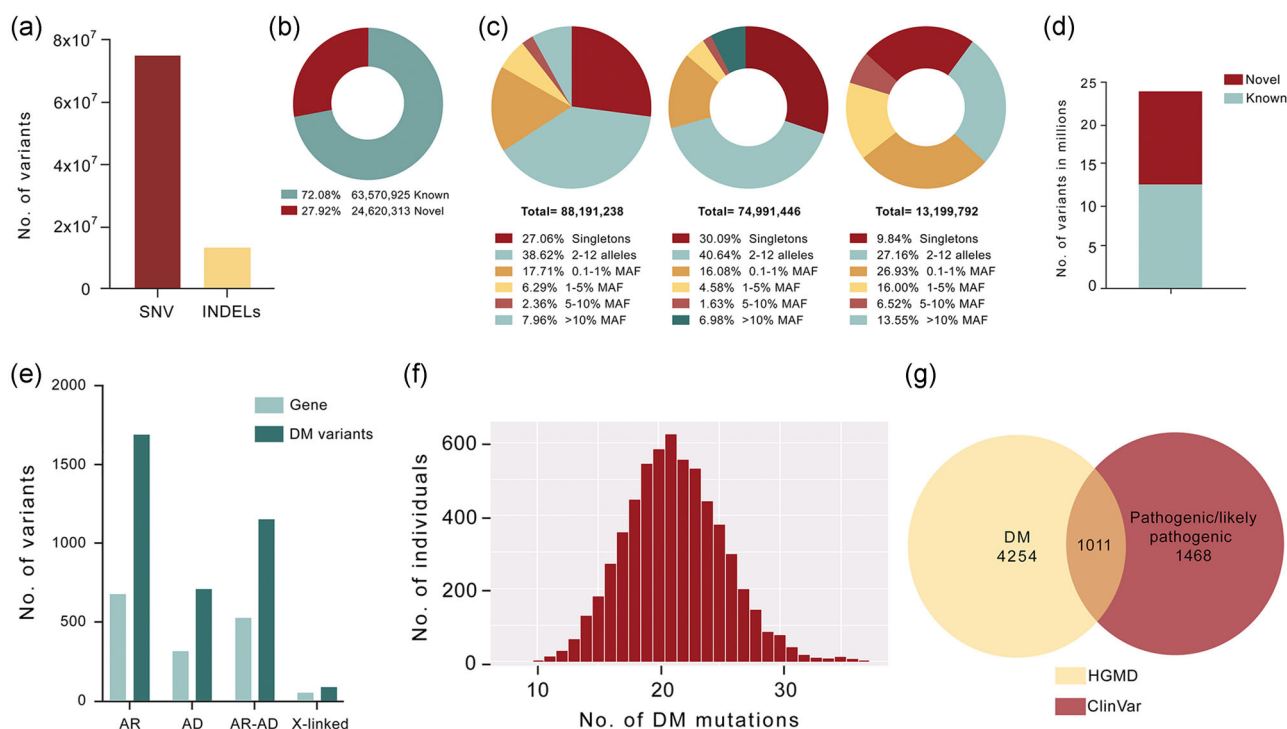 (a)
No. of variants
8x10⁷
6x10⁷
4x10⁷
2x10⁷
0
SNV INDELs
(b)
72.08% 63,570,925 Known
27.92% 24,620,313 Novel
(c)
Total= 88,191,238
27.06% Singletons
38.62% 2-12 alleles
17.71% 0.1-1% MAF
6.29% 1-5% MAF
2.36% 5-10% MAF
7.96% >10% MAF
Total= 74,991,446
30.09% Singletons
40.64% 2-12 alleles
16.08% 0.1-1% MAF
4.58% 1-5% MAF
1.63% 5-10% MAF
6.98% >10% MAF
Total= 13,199,792
9.84% Singletons
27.16% 2-12 alleles
26.93% 0.1-1% MAF
16.00% 1-5% MAF
6.52% 5-10% MAF
13.55% >10% MAF
(d)
No. of variants in millions
25
20
15
10
5
0
Novel
Known
(e)
No. of variants
2000
1500
1000
500
0
Gene
DM variants
AR AD AR-AD X-linked
(f)
No. of individuals
600
400
200
0
10 20 30
No. of DM mutations
(g)
DM
4254
1011
Pathogenic/likely
pathogenic
1468
HGMD
ClinVar